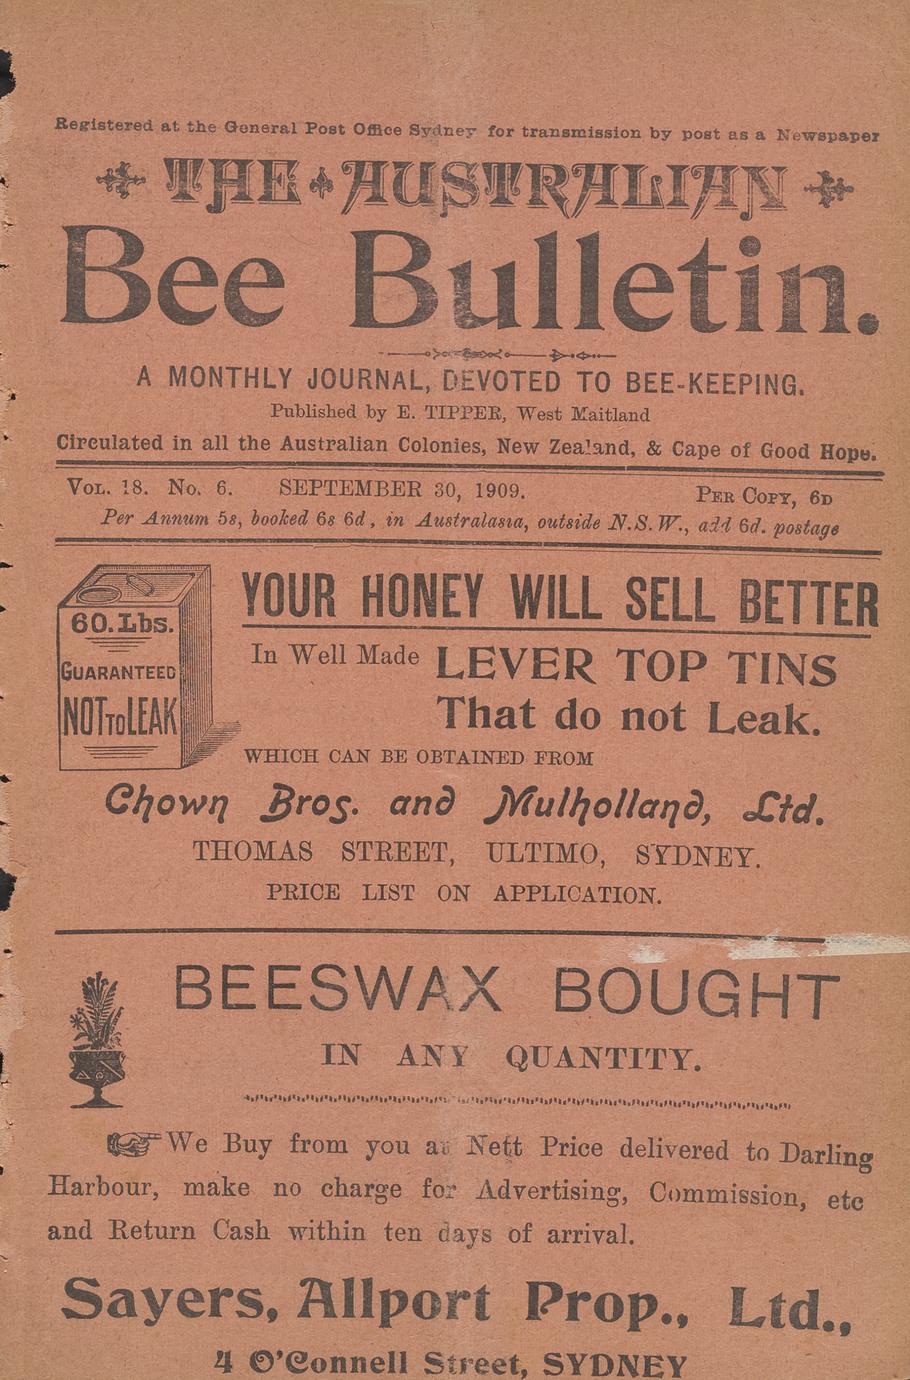 Registered at the General Post Office Sydney for transmission by post as a Newspaper
THE AUSTRALIAN
Bee Bulletin.
A MONTHLY JOURNAL, DEVOTED TO BEE-KEEPING.
Published by E. TIPPER, West Maitland
Circulated in all the Australian Colonies, New Zealand, & Cape of Good Hope.
VOL. 18. No. 6. SEPTEMBER 30, 1909. PER COPY, 6D
Per Annum 5s, booked 6s 6d, in Australasia, outside N.S.W., add 6d. postage
60.Lbs.
GUARANTEED
NOT TO LEAK
YOUR HONEY WILL SELL BETTER
In Well Made LEVER TOP TINS
That do not Leak.
WHICH CAN BE OBTAINED FROM
Chown Bros. and Mulholland, Ltd.
THOMAS STREET, ULTIMO, SYDNEY.
PRICE LIST ON APPLICATION.
BEESWAX BOUGHT
IN ANY QUANTITY.
We Buy from you at Nett Price delivered to Darling
Harbour, make no charge for Advertising, Commission, etc
and Return Cash within ten days of arrival.
Sayers, Allport Prop., Ltd.,
4 O'Connell Street, SYDNEY